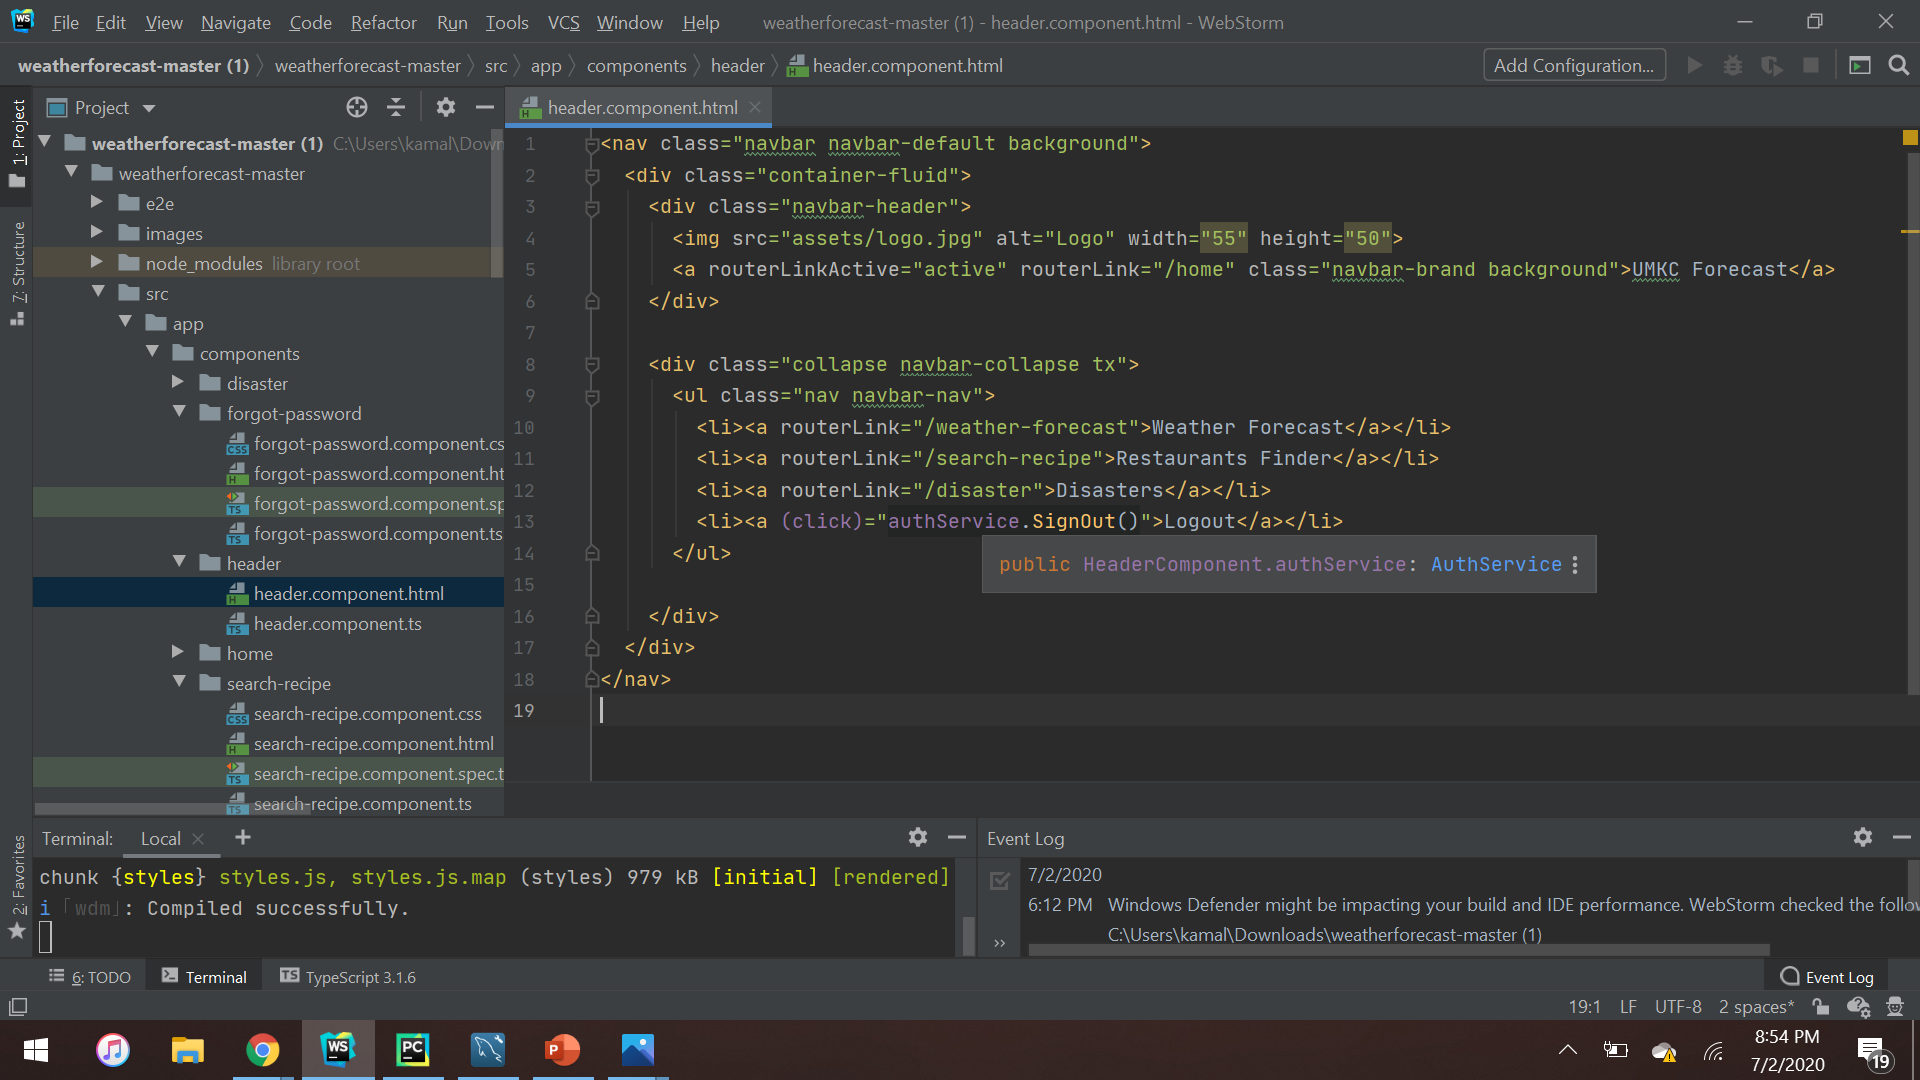 File Edit View Navigate Code Refactor Run Tools VCS Window Help weatherforecast-master (1) - header.component.html - WebStorm
weatherforecast-master (1) weatherforecast-master src app components header header.component.html Add Configuration...
Project header.component.html
1: Project
7: Structure
2: Favorites
weatherforecast-master (1) C:\Users\kamal\Down
weatherforecast-master
e2e
images
node_modules library root
src
app
components
disaster
forgot-password
forgot-password.component.cs
forgot-password.component.ht
forgot-password.component.sp
forgot-password.component.ts
header
header.component.html
header.component.ts
home
search-recipe
search-recipe.component.css
search-recipe.component.html
search-recipe.component.spec.t
search-recipe.component.ts
1 <nav class="navbar navbar-default background">
2 <div class="container-fluid">
3 <div class="navbar-header">
4 <img src="assets/logo.jpg" alt="Logo" width="55" height="50">
5 <a routerLinkActive="active" routerLink="/home" class="navbar-brand background">UMKC Forecast</a>
6 </div>
7
8 <div class="collapse navbar-collapse tx">
9 <ul class="nav navbar-nav">
10 <li><a routerLink="/weather-forecast">Weather Forecast</a></li>
11 <li><a routerLink="/search-recipe">Restaurants Finder</a></li>
12 <li><a routerLink="/disaster">Disasters</a></li>
13 <li><a (click)="authService.SignOut()">Logout</a></li>
14 </ul>
public HeaderComponent.authService: AuthService
15
16 </div>
17 </div>
18 </nav>
19
Terminal: Local
chunk {styles} styles.js, styles.js.map (styles) 979 kB [initial] [rendered]
i 「wdm」: Compiled successfully.
Event Log
7/2/2020
6:12 PM Windows Defender might be impacting your build and IDE performance. WebStorm checked the follow
C:\Users\kamal\Downloads\weatherforecast-master (1)
6: TODO Terminal TypeScript 3.1.6 Event Log
19:1 LF UTF-8 2 spaces*
8:54 PM
7/2/2020
19